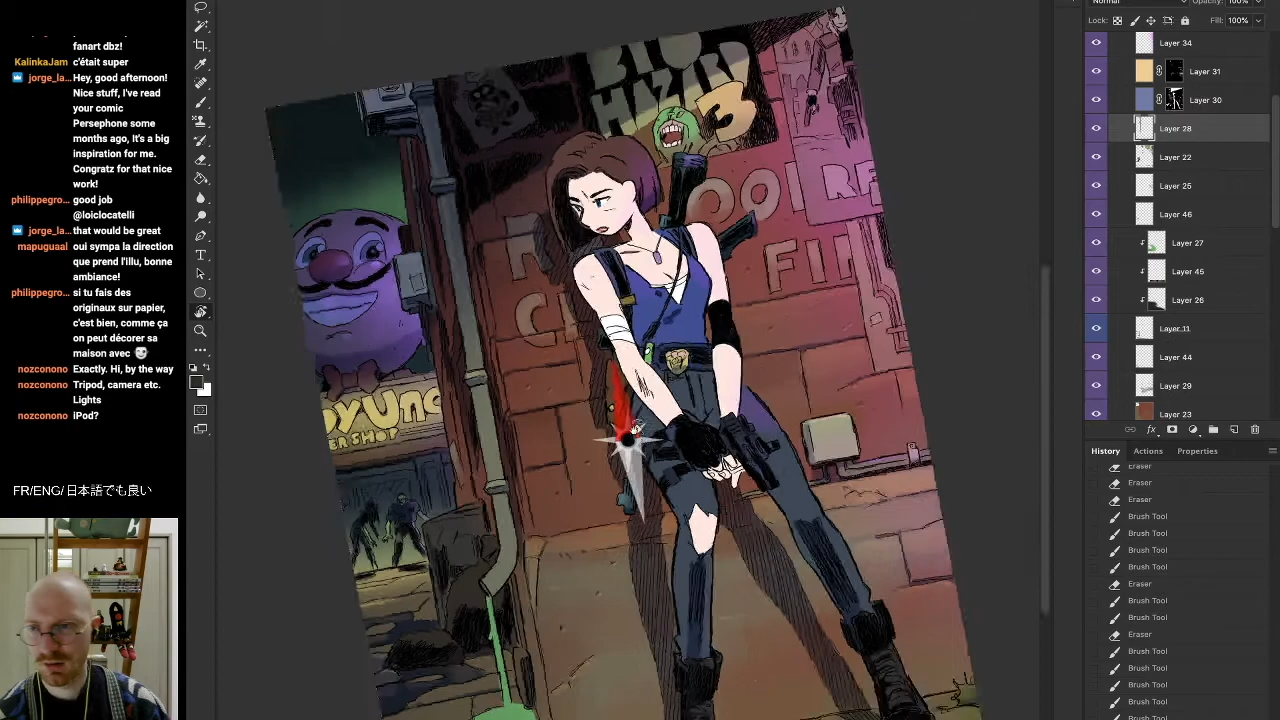 fanart dbz!
KalinkaJam c'était super
jorge_la... Hey, good afternoon!
Nice stuff, I've read
your comic
Persephone some
months ago, It's a big
inspiration for me.
Congratz for that nice
work!
philippegro... good job
@loiclocatelli
jorge_la... that would be great
mapuguaal oui sympa la direction
que prend l'illu, bonne
ambiance!
philippegro... si tu fais des
originaux sur papier,
c'est bien, comme ça
on peut décorer sa
maison avec
nozconono Exactly. Hi, by the way
nozconono Tripod, camera etc.
Lights
nozconono iPod?
FR/ENG/日本語でも良い
BIO
HAZARD
3
FI
Normal
Opacity: 100%
Lock:
Fill: 100%
Layer 34
Layer 31
Layer 30
Layer 28
Layer 22
Layer 25
Layer 46
Layer 27
Layer 45
Layer 26
Layer 11
Layer 44
Layer 29
Layer 23
fx
History Actions Properties
Eraser
Eraser
Eraser
Brush Tool
Brush Tool
Brush Tool
Brush Tool
Eraser
Brush Tool
Brush Tool
Eraser
Brush Tool
Brush Tool
Brush Tool
Brush Tool